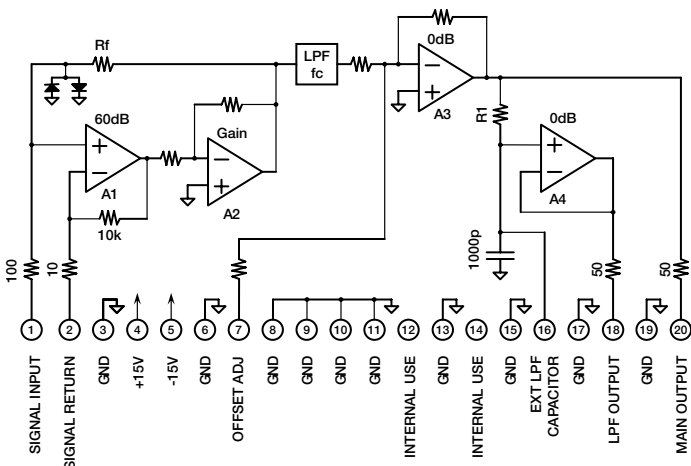 Rf
LPF
fc
0dB
A3
60dB
A1
Gain
A2
10k
R1
0dB
A4
1000p
100
10
50
50
1
2
3
4
5
6
7
8
9
10
11
12
13
14
15
16
17
18
19
20
SIGNAL INPUT
SIGNAL RETURN
GND
+15V
-15V
GND
OFFSET ADJ
GND
GND
GND
GND
INTERNAL USE
GND
INTERNAL USE
GND
EXT LPF
CAPACITOR
GND
LPF OUTPUT
GND
MAIN OUTPUT